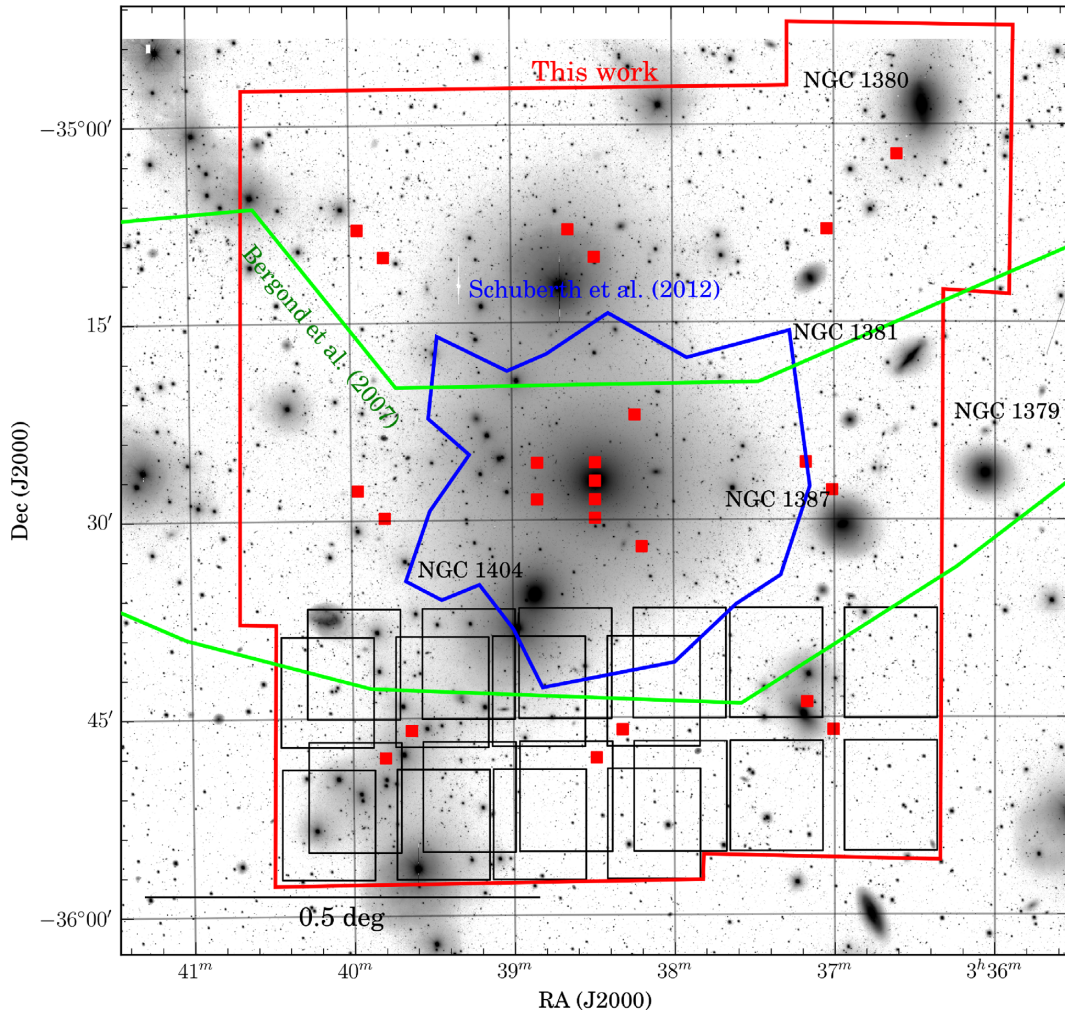 This work
NGC 1380
−35°00′
Bergond et al. (2007)
Schuberth et al. (2012)
15′
NGC 1381
NGC 1379
Dec (J2000)
NGC 1387
30′
NGC 1404
45′
−36°00′
0.5 deg
41ᵐ 40ᵐ 39ᵐ 38ᵐ 37ᵐ 3ʰ36ᵐ
RA (J2000)